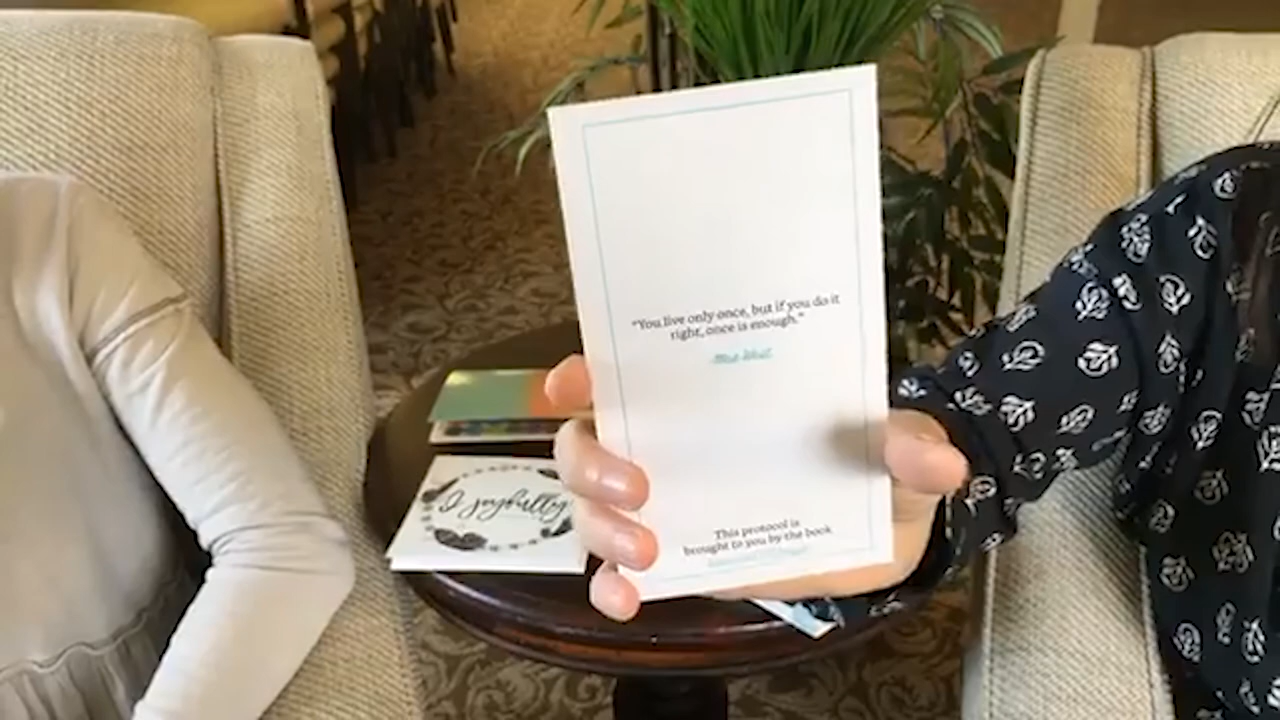 “You live only once, but if you do it
right, once is enough.”
Mae West
This protocol is
brought to you by the book
I joyfully